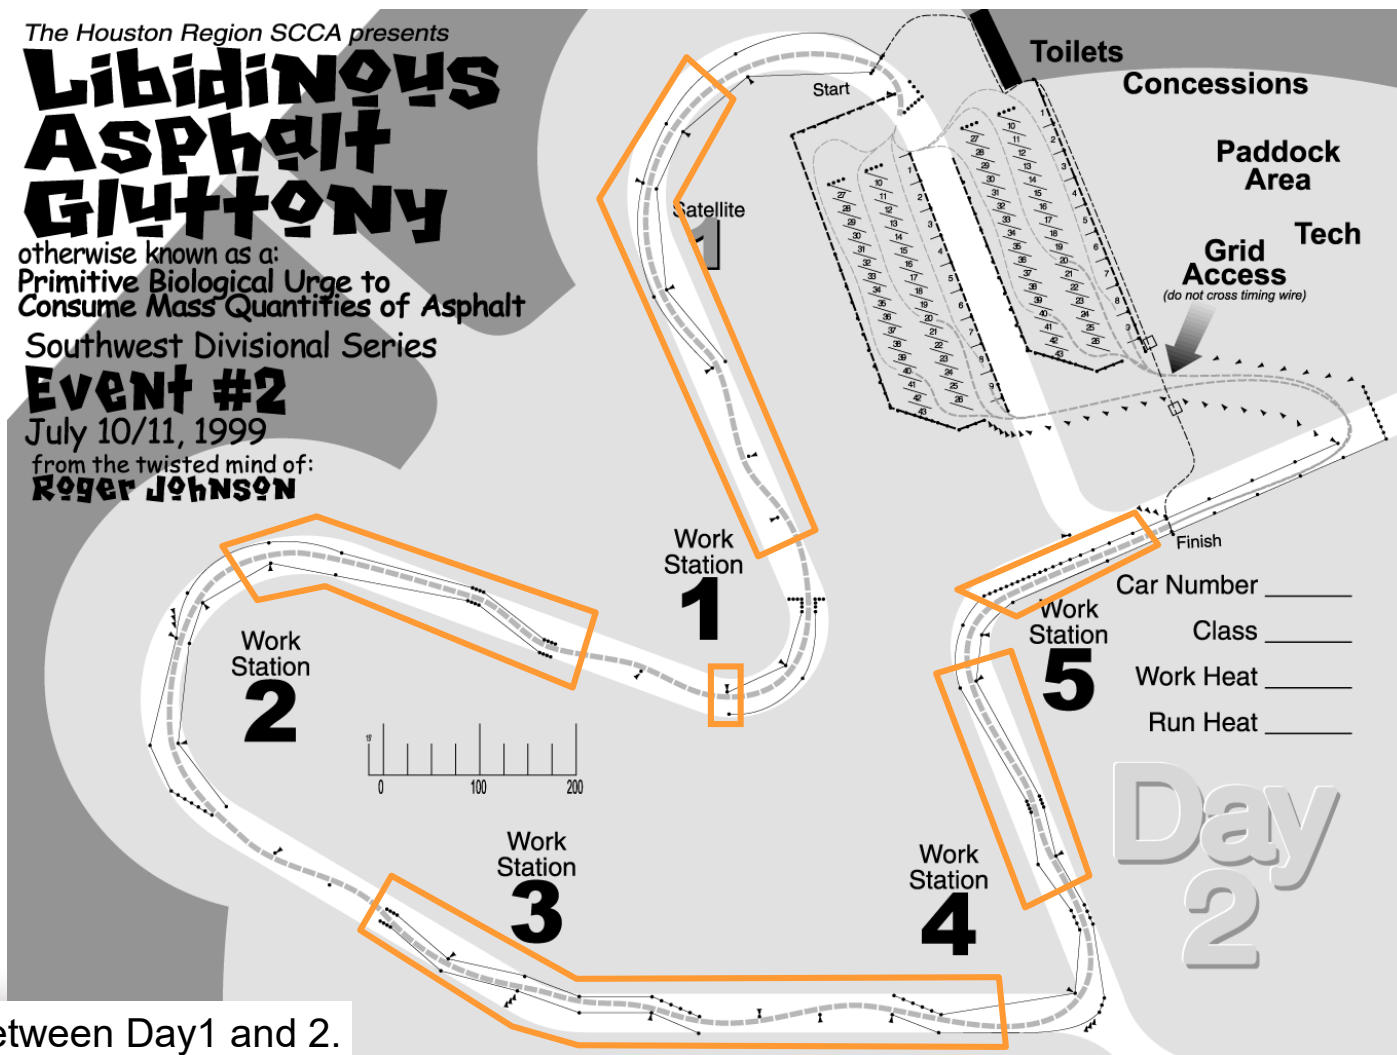 The Houston Region SCCA presents
Libidinous
Asphalt
Gluttony
otherwise known as a:
Primitive Biological Urge to
Consume Mass Quantities of Asphalt
Southwest Divisional Series
Event #2
July 10/11, 1999
from the twisted mind of:
Roger Johnson
Start
Toilets
Concessions
Paddock
Area
Tech
Grid
Access
(do not cross timing wire)
Satellite
1
Finish
Work
Station
1
Work
Station
2
Work
Station
3
Work
Station
4
Work
Station
5
Car Number
Class
Work Heat
Run Heat
0 100 200
Day
2
etween Day1 and 2.